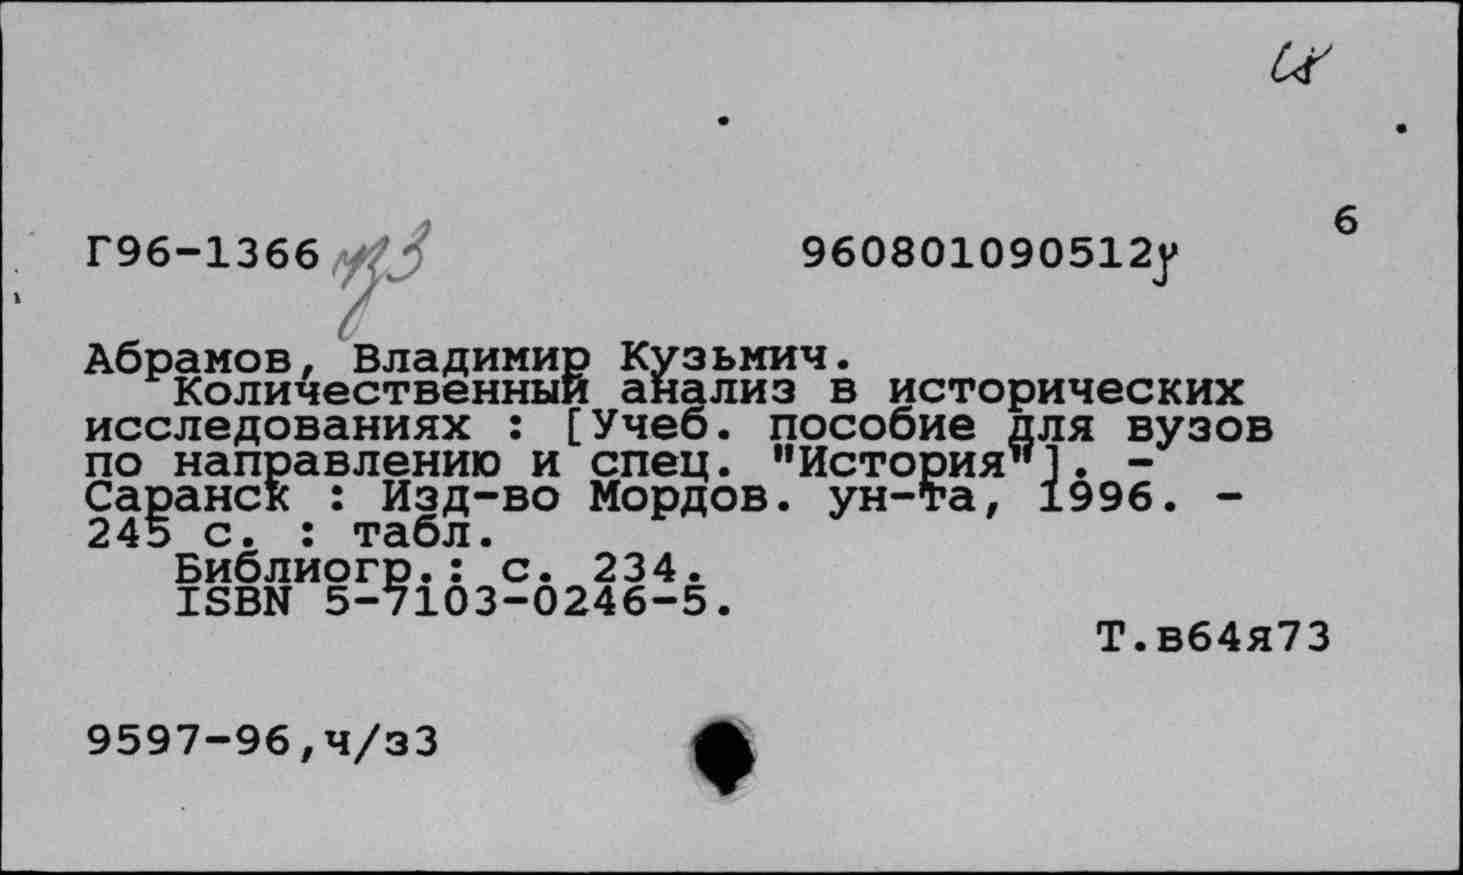 6
Г96-1366 960801090512у
Абрамов, Владимир Кузьмич.
Количественный анализ в исторических
исследованиях : [Учеб. пособие для вузов
по направлению и спец. "История"]. -
Саранск : Изд-во Мордов. ун-та, 1996. -
245 с. : табл.
Библиогр.: с. 234.
ISBN 5-7103-0246-5.
Т.в64я73
9597-96,ч/з3